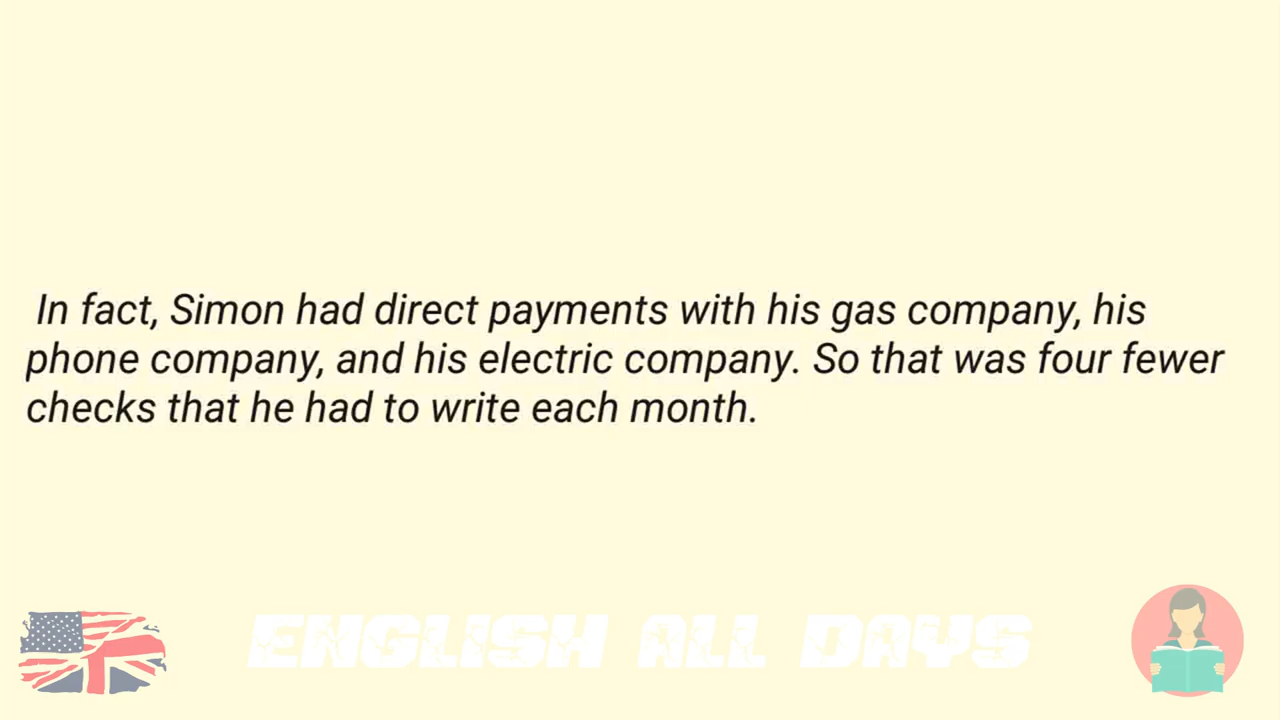 In fact, Simon had direct payments with his gas company, his
phone company, and his electric company. So that was four fewer
checks that he had to write each month.
ENGLISH ALL DAYS